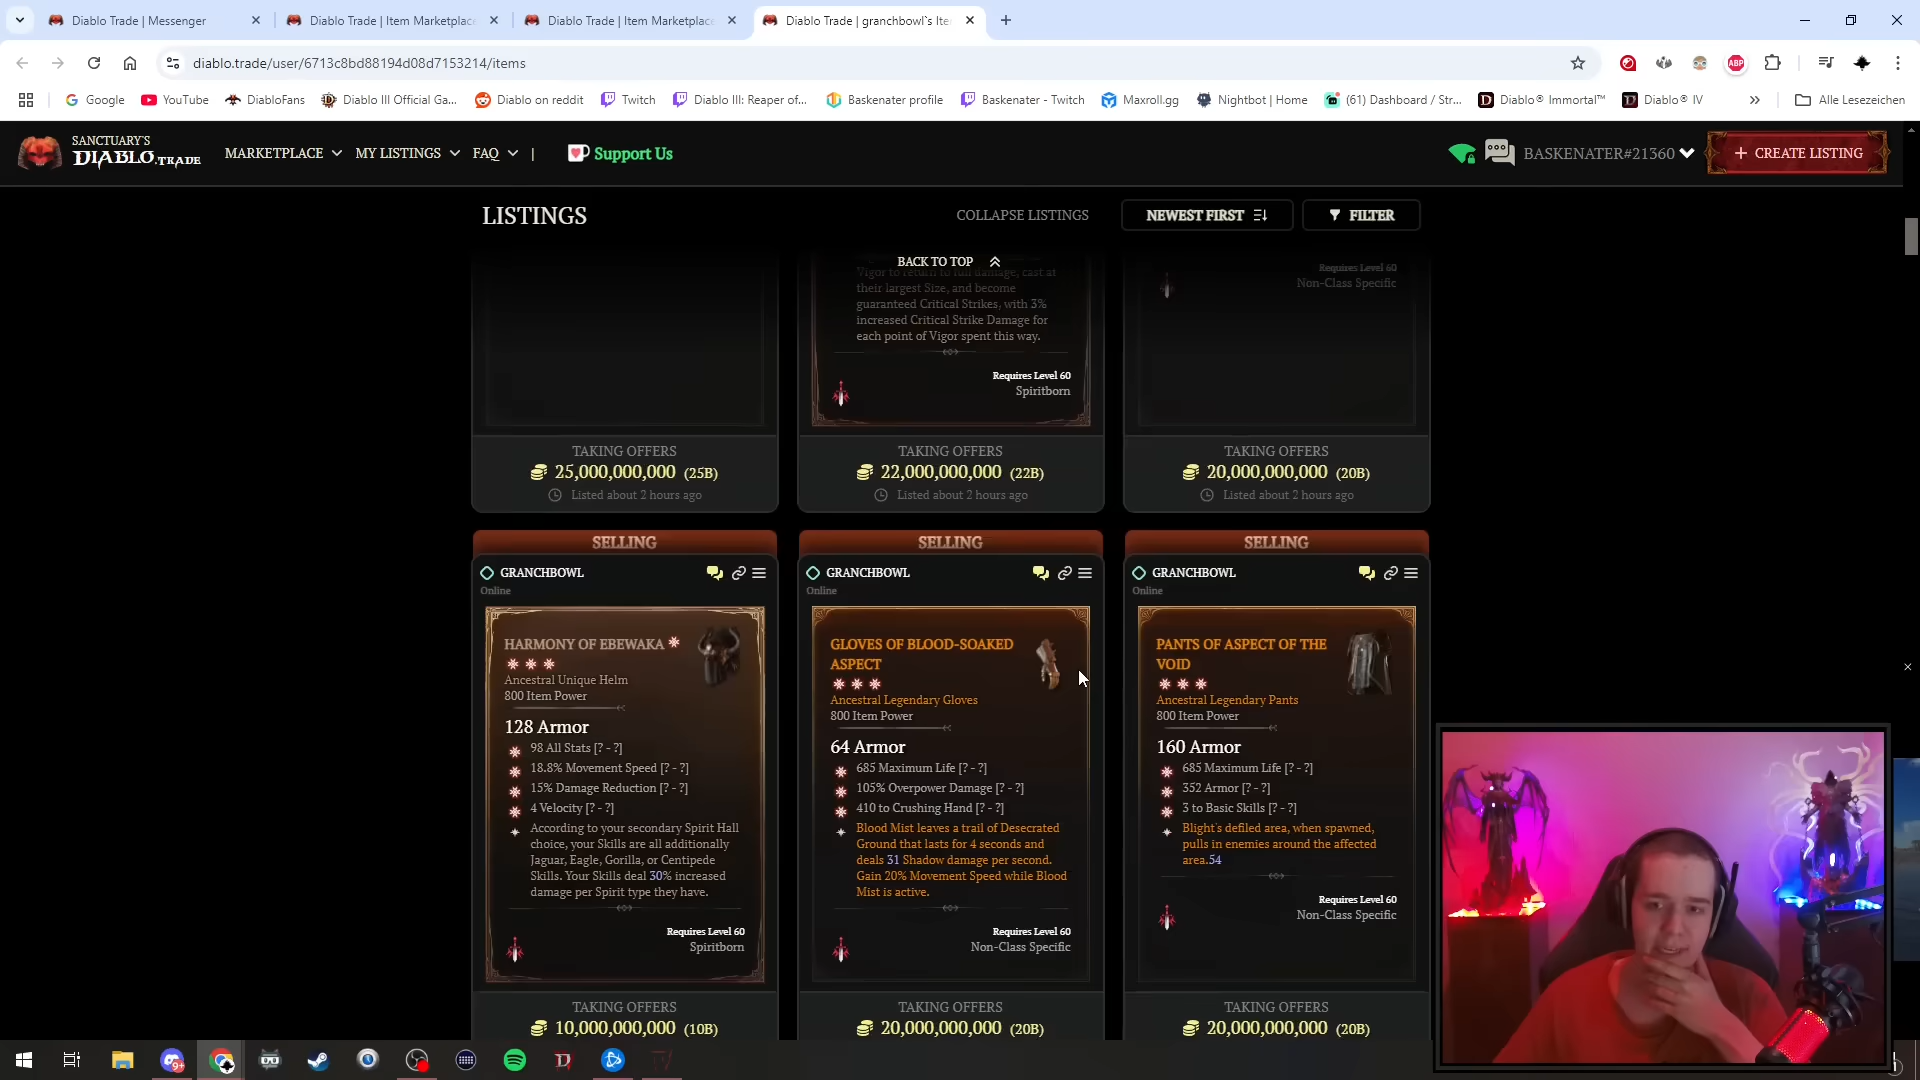 Diablo Trade | Messenger
Diablo Trade | Item Marketplace
Diablo Trade | Item Marketplace
Diablo Trade | granchbowl`s Ite
diablo.trade/user/6713c8bd88194d08d7153214/items
Google
YouTube
DiabloFans
Diablo III Official Ga...
Diablo on reddit
Twitch
Diablo III: Reaper of...
Baskenater profile
Baskenater - Twitch
Maxroll.gg
Nightbot | Home
(61) Dashboard / Str...
Diablo® Immortal™
Diablo® IV
Alle Lesezeichen
SANCTUARY'S
DIABLO.TRADE
MARKETPLACE
MY LISTINGS
FAQ
|
Support Us
BASKENATER#21360
+ CREATE LISTING
LISTINGS
COLLAPSE LISTINGS
NEWEST FIRST
FILTER
BACK TO TOP
Vigor to return to full damage, cast at
their largest Size, and become
guaranteed Critical Strikes, with 3%
increased Critical Strike Damage for
each point of Vigor spent this way.
Requires Level 60
Spiritborn
Requires Level 60
Non-Class Specific
TAKING OFFERS
25,000,000,000 (25B)
Listed about 2 hours ago
TAKING OFFERS
22,000,000,000 (22B)
Listed about 2 hours ago
TAKING OFFERS
20,000,000,000 (20B)
Listed about 2 hours ago
SELLING
GRANCHBOWL
Online
HARMONY OF EBEWAKA
Ancestral Unique Helm
800 Item Power
128 Armor
98 All Stats [? - ?]
18.8% Movement Speed [? - ?]
15% Damage Reduction [? - ?]
4 Velocity [? - ?]
According to your secondary Spirit Hall
choice, your Skills are all additionally
Jaguar, Eagle, Gorilla, or Centipede
Skills. Your Skills deal 30% increased
damage per Spirit type they have.
Requires Level 60
Spiritborn
TAKING OFFERS
10,000,000,000 (10B)
SELLING
GRANCHBOWL
Online
GLOVES OF BLOOD-SOAKED
ASPECT
Ancestral Legendary Gloves
800 Item Power
64 Armor
685 Maximum Life [? - ?]
105% Overpower Damage [? - ?]
410 to Crushing Hand [? - ?]
Blood Mist leaves a trail of Desecrated
Ground that lasts for 4 seconds and
deals 31 Shadow damage per second.
Gain 20% Movement Speed while Blood
Mist is active.
Requires Level 60
Non-Class Specific
TAKING OFFERS
20,000,000,000 (20B)
SELLING
GRANCHBOWL
Online
PANTS OF ASPECT OF THE
VOID
Ancestral Legendary Pants
800 Item Power
160 Armor
685 Maximum Life [? - ?]
352 Armor [? - ?]
3 to Basic Skills [? - ?]
Blight's defiled area, when spawned,
pulls in enemies around the affected
area.54
Requires Level 60
Non-Class Specific
TAKING OFFERS
20,000,000,000 (20B)
ABP
9+